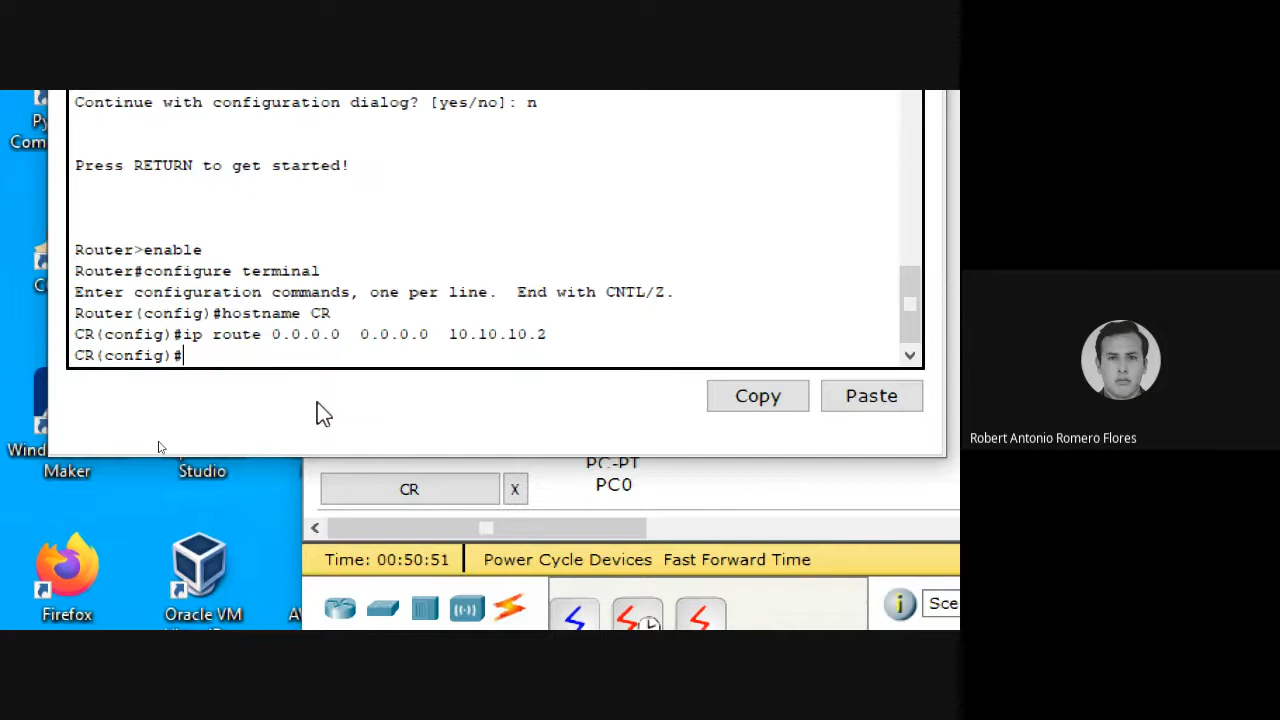 Continue with configuration dialog? [yes/no]: n
Press RETURN to get started!
Router>enable
Router#configure terminal
Enter configuration commands, one per line.  End with CNTL/Z.
Router(config)#hostname CR
CR(config)#ip route 0.0.0.0  0.0.0.0  10.10.10.2
CR(config)#
Copy
Paste
Py
Com
C
Wind
Maker
Studio
PC-PT
PC0
CR
X
Time: 00:50:51
Power Cycle Devices  Fast Forward Time
Firefox
Oracle VM
A
Sce
Robert Antonio Romero Flores